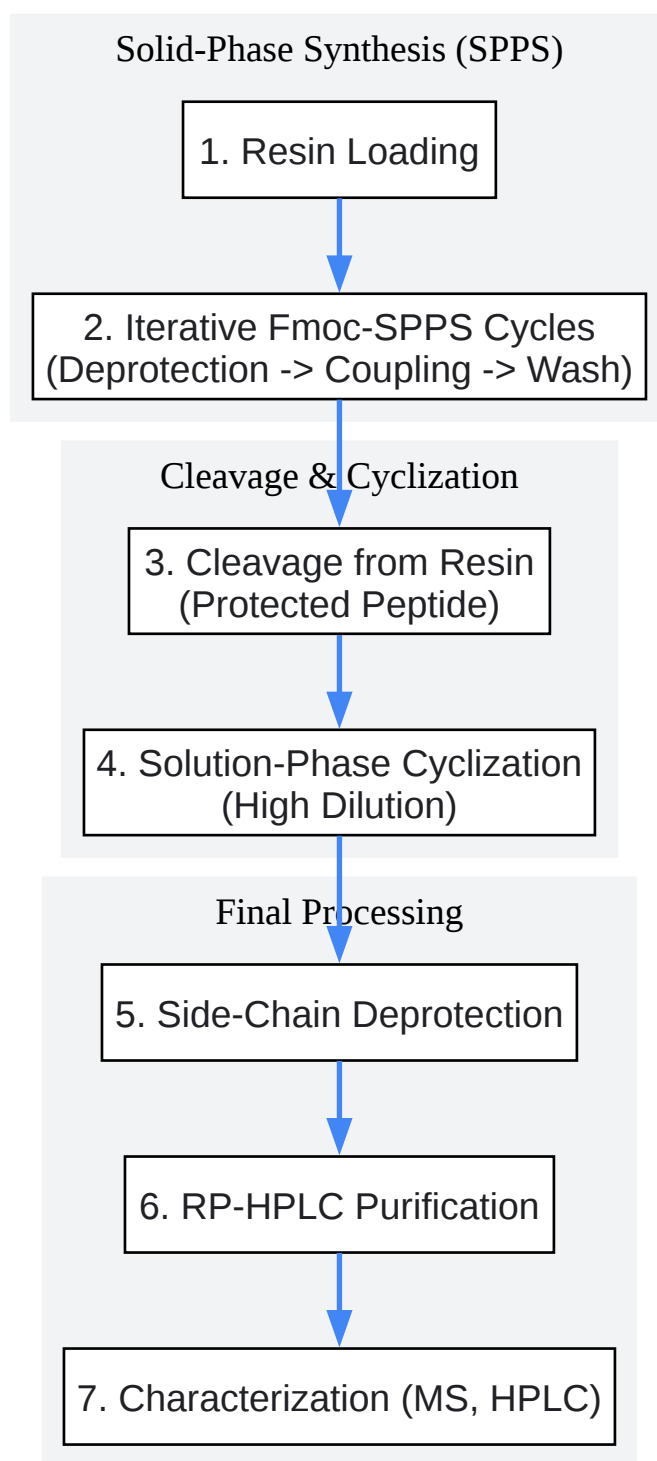 Solid-Phase Synthesis (SPPS)
1. Resin Loading
2. Iterative Fmoc-SPPS Cycles
(Deprotection -> Coupling -> Wash)
Cleavage & Cyclization
3. Cleavage from Resin
(Protected Peptide)
4. Solution-Phase Cyclization
(High Dilution)
Final Processing
5. Side-Chain Deprotection
6. RP-HPLC Purification
7. Characterization (MS, HPLC)